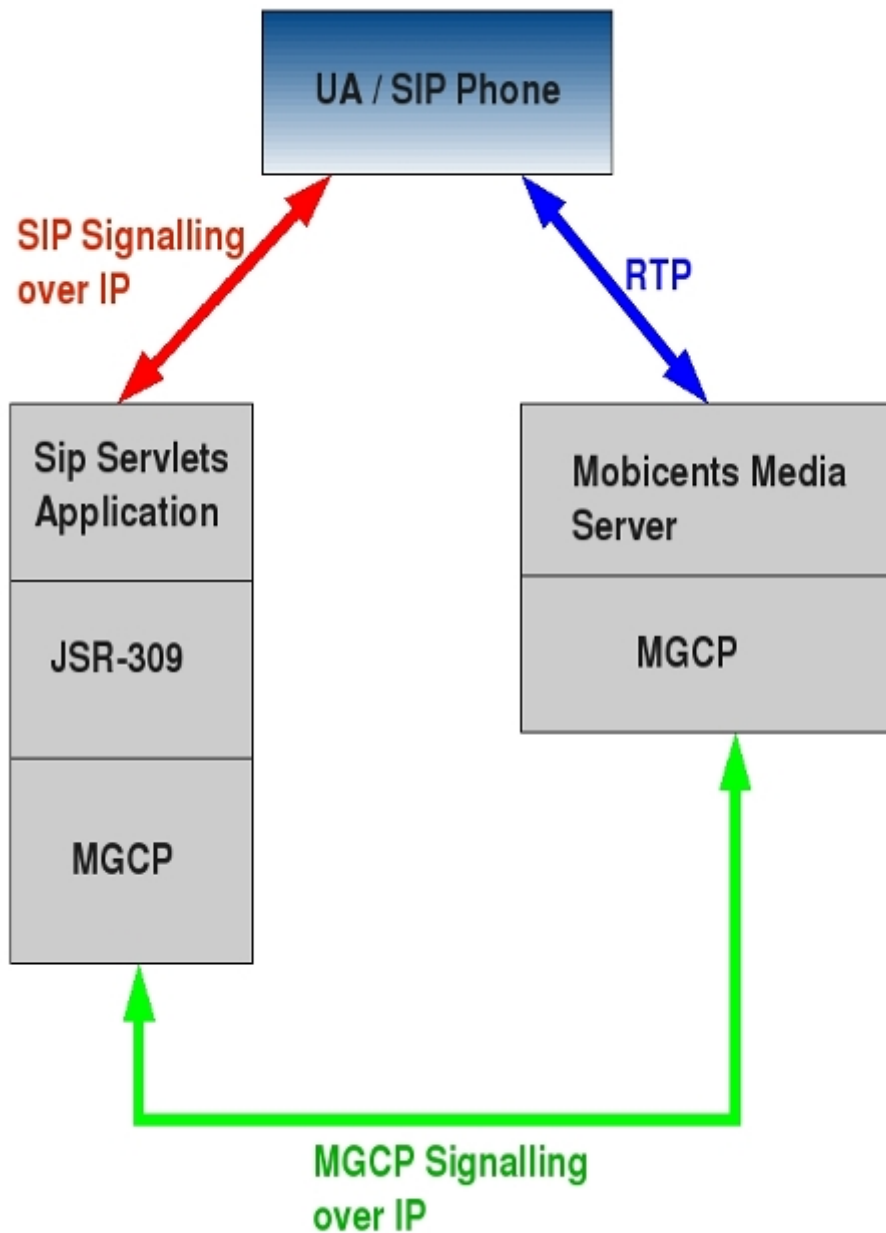 UA / SIP Phone
SIP Signalling
over IP
RTP
Sip Servlets
Application
JSR-309
MGCP
Mobicents Media
Server
MGCP
MGCP Signalling
over IP